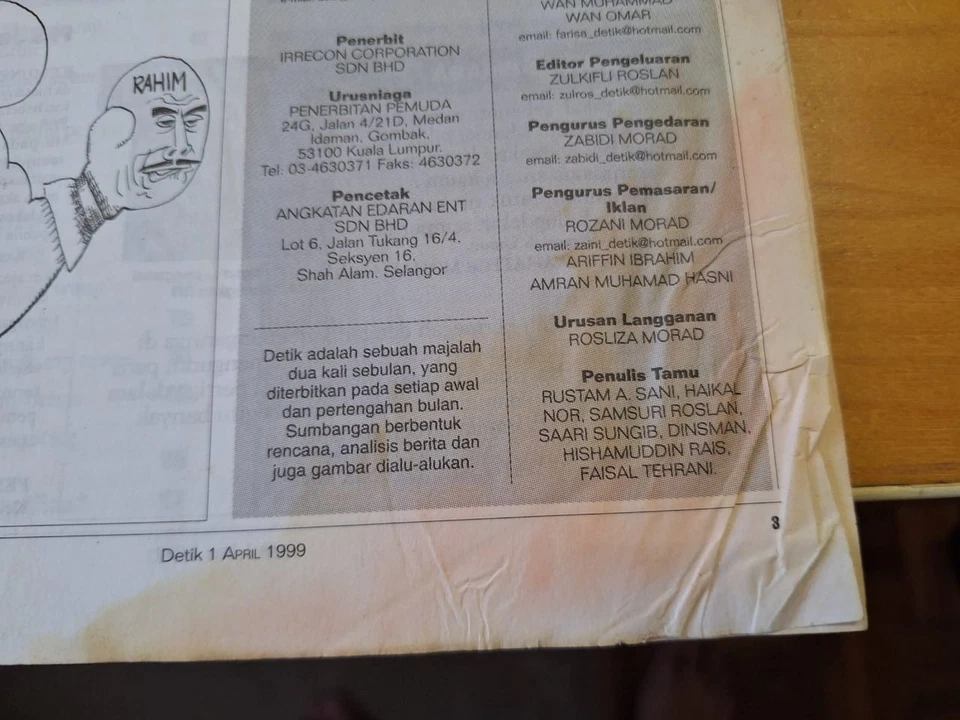 RAHIM
Penerbit
IRRECON CORPORATION
SDN BHD
Urusniaga
PENERBITAN PEMUDA
24G, Jalan 4/21D, Medan
Idaman, Gombak,
53100 Kuala Lumpur.
Tel: 03-4630371 Faks: 4630372
Pencetak
ANGKATAN EDARAN ENT
SDN BHD
Lot 6, Jalan Tukang 16/4,
Seksyen 16,
Shah Alam. Selangor
Detik adalah sebuah majalah
dua kali sebulan, yang
diterbitkan pada setiap awal
dan pertengahan bulan.
Sumbangan berbentuk
rencana, analisis berita dan
juga gambar dialu-alukan.
WAN MUHAMMAD
WAN OMAR
email: farisa_detik@hotmail.com
Editor Pengeluaran
ZULKIFLI ROSLAN
email: zulros_detik@hotmail.com
Pengurus Pengedaran
ZABIDI MORAD
email: zabidi_detik@hotmail.com
Pengurus Pemasaran/
Iklan
ROZANI MORAD
email: zaini_detik@hotmail.com
ARIFFIN IBRAHIM
AMRAN MUHAMAD HASNI
Urusan Langganan
ROSLIZA MORAD
Penulis Tamu
RUSTAM A. SANI, HAIKAL
NOR, SAMSURI ROSLAN,
SAARI SUNGIB, DINSMAN,
HISHAMUDDIN RAIS,
FAISAL TEHRANI.
3
Detik 1 APRIL 1999